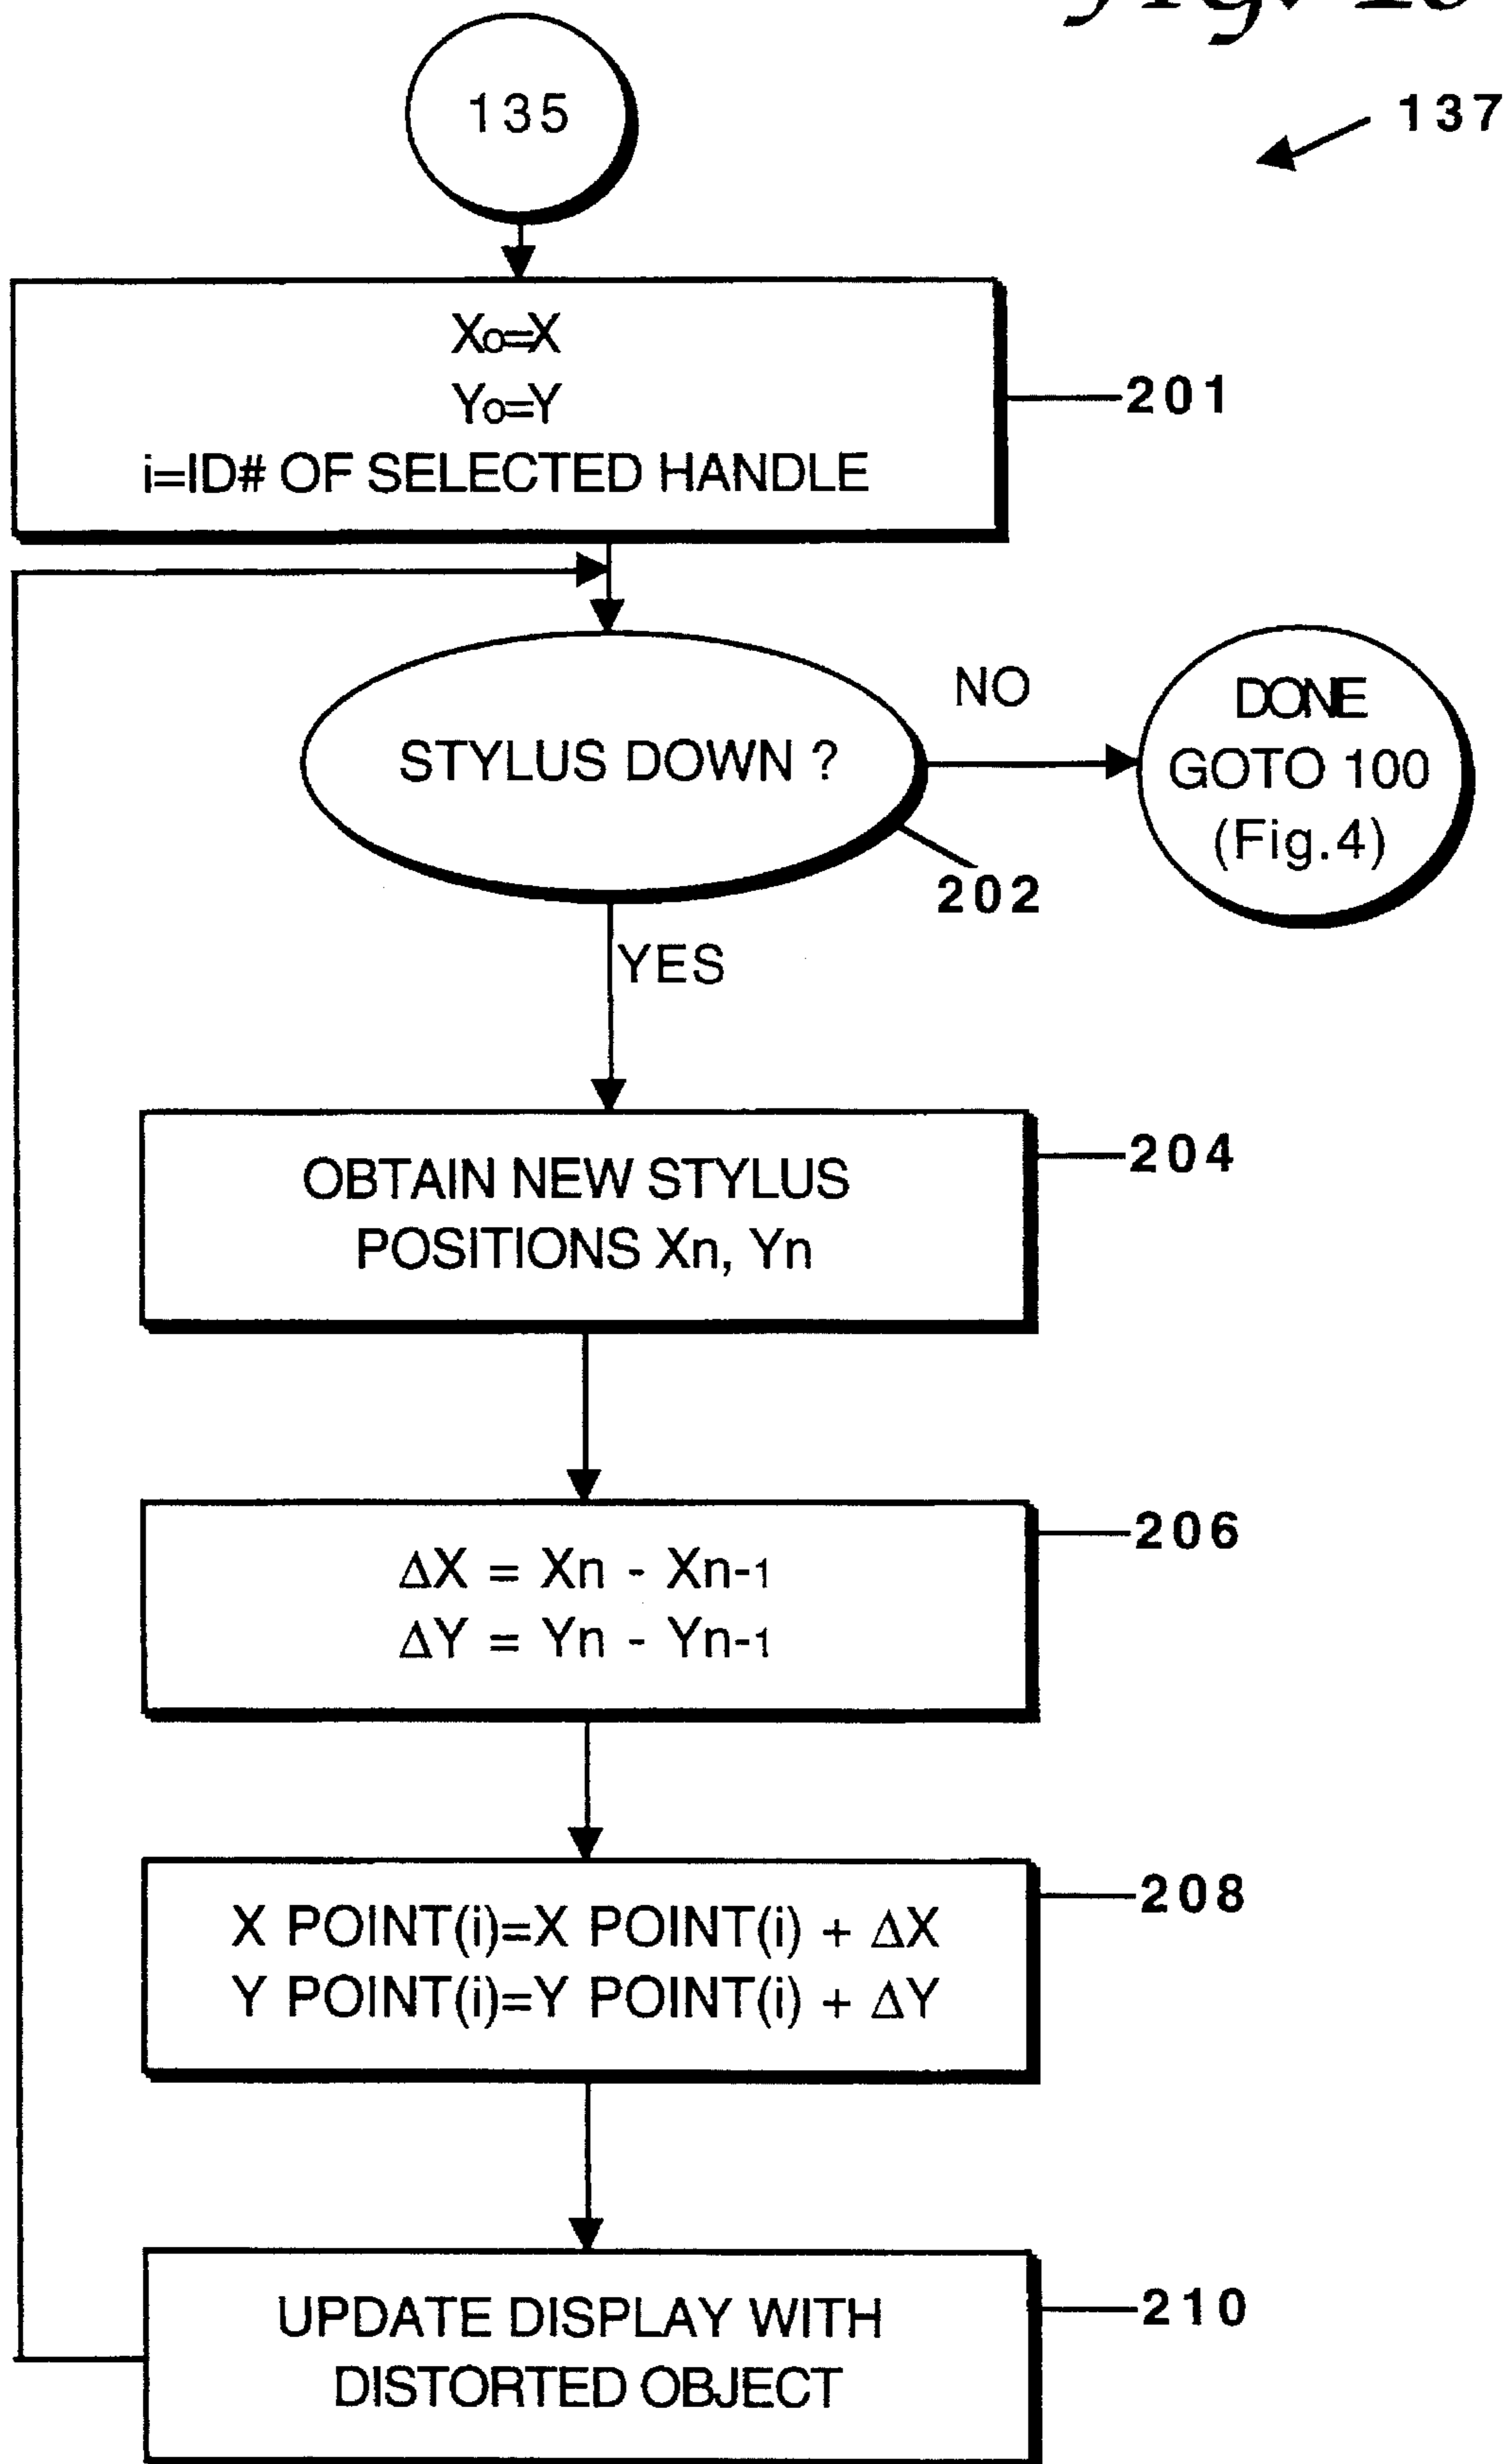 135
137
Xo=X
Yo=Y
i=ID# OF SELECTED HANDLE
201
STYLUS DOWN ?
NO
DONE
GOTO 100
(Fig.4)
202
YES
OBTAIN NEW STYLUS
POSITIONS Xn, Yn
204
ΔX = Xn - Xn-1
ΔY = Yn - Yn-1
206
X POINT(i)=X POINT(i) + ΔX
Y POINT(i)=Y POINT(i) + ΔY
208
UPDATE DISPLAY WITH
DISTORTED OBJECT
210